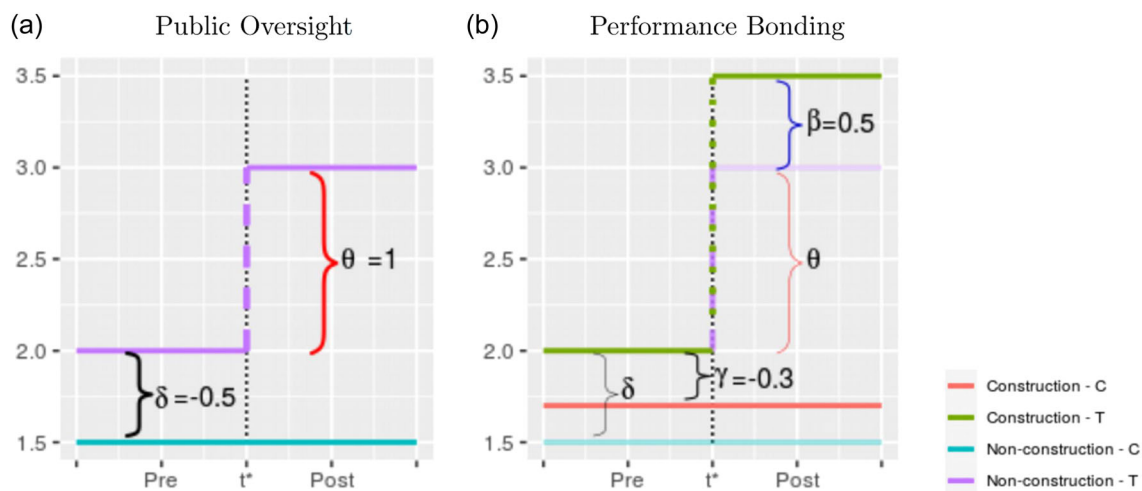 (a) Public Oversight
(b) Performance Bonding
3.5
3.0
2.5
2.0
1.5
θ =1
δ=-0.5
Pre t* Post
3.5
3.0
2.5
2.0
1.5
β=0.5
θ
γ=-0.3
δ
Pre t* Post
Construction - C
Construction - T
Non-construction - C
Non-construction - T